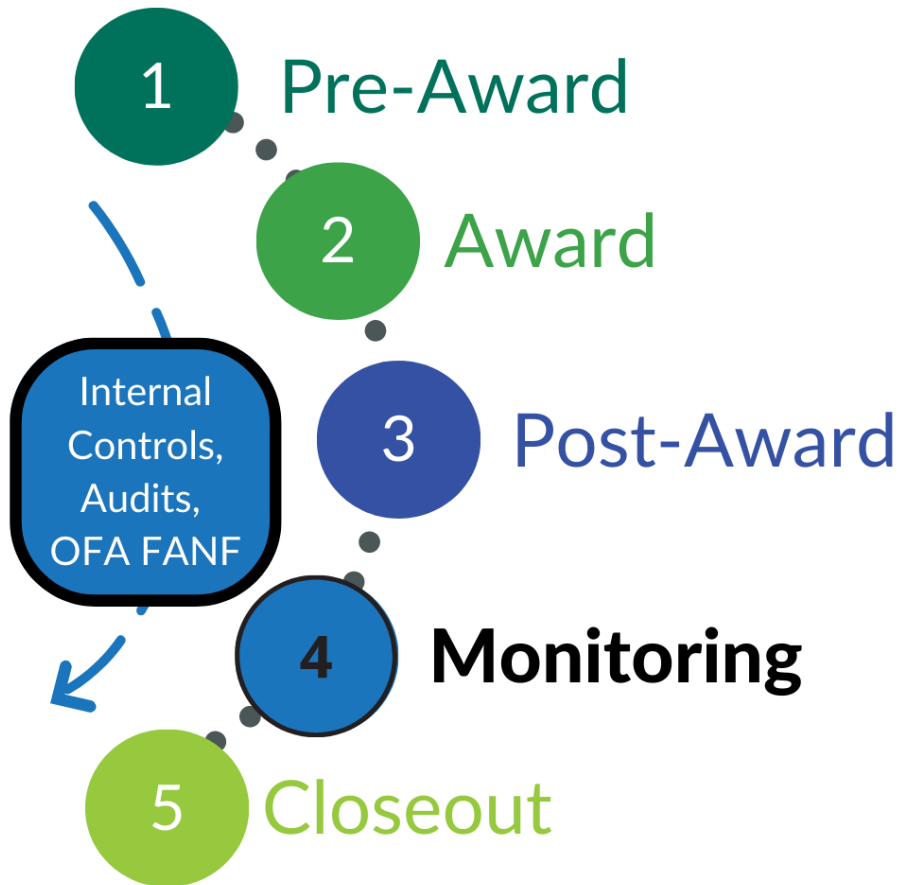 1 Pre-Award
2 Award
Internal
Controls,
Audits,
OFA FANF
3 Post-Award
4 Monitoring
5 Closeout